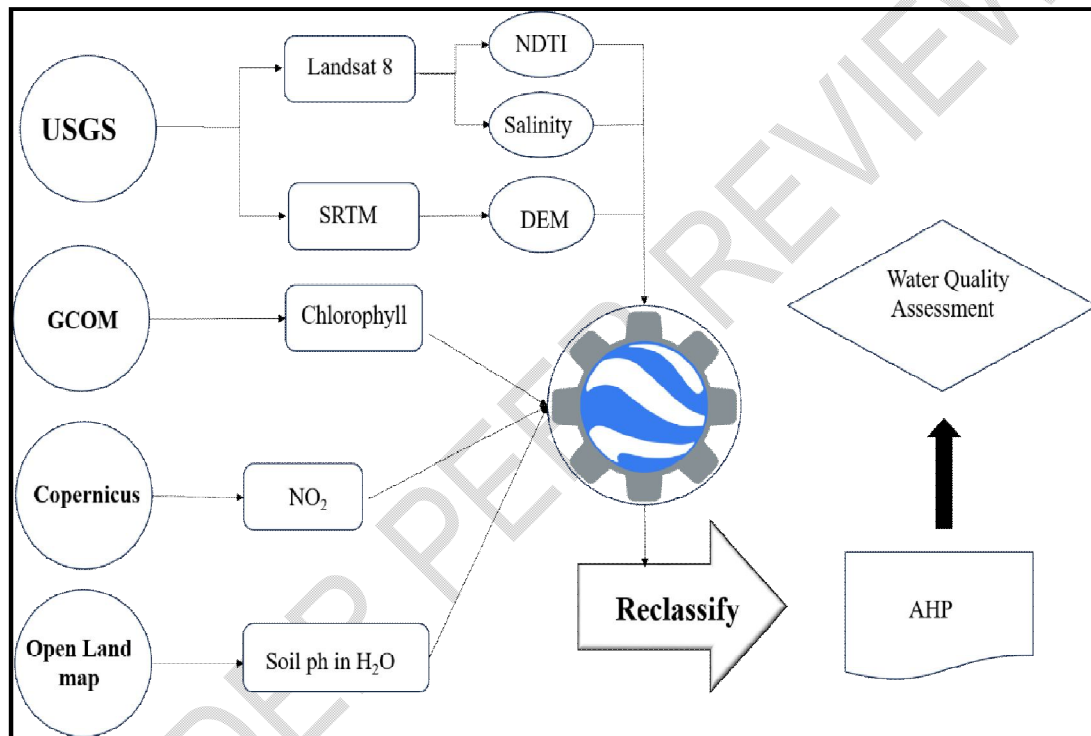 NDTI
Landsat 8
USGS
Salinity
SRTM
DEM
GCOM
Chlorophyll
Water Quality
Assessment
Copernicus
NO₂
Reclassify
AHP
Open Land
map
Soil ph in H₂O
UNDER PEER REVIEW